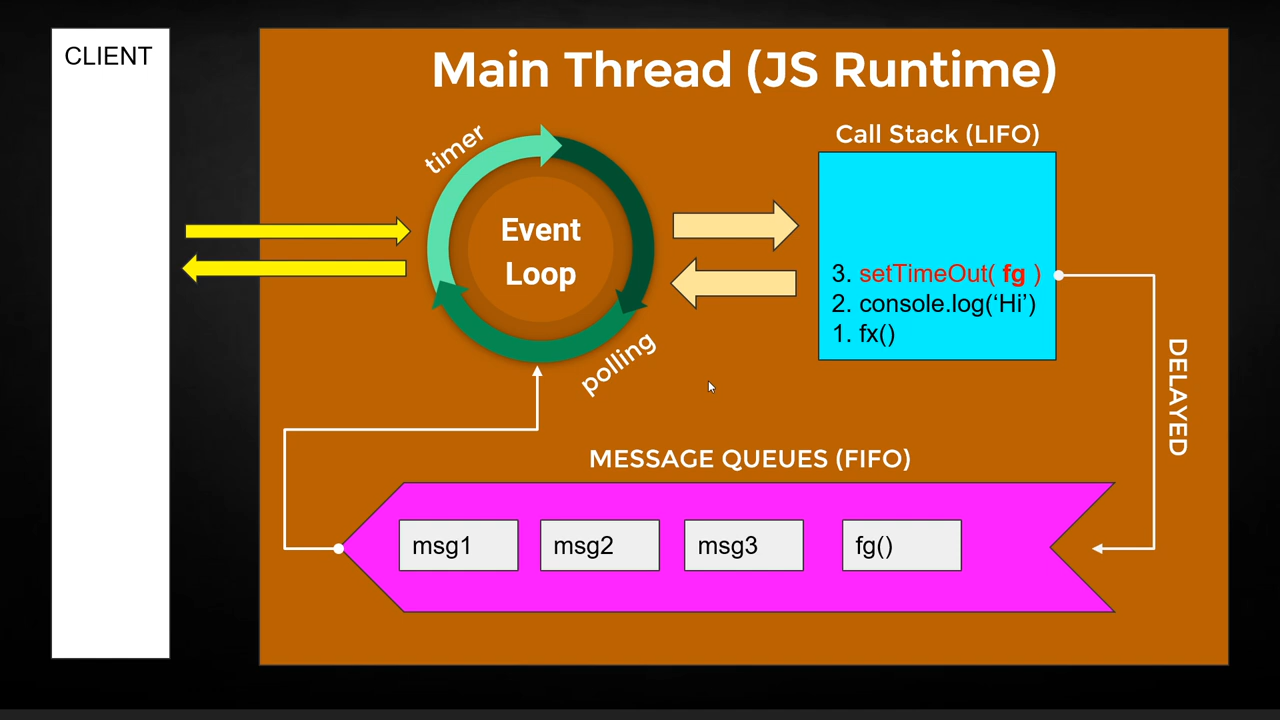 CLIENT
Main Thread (JS Runtime)
Call Stack (LIFO)
timer
Event
Loop
polling
3. setTimeOut( fg )
2. console.log(‘Hi’)
1. fx()
DELAYED
MESSAGE QUEUES (FIFO)
msg1
msg2
msg3
fg()